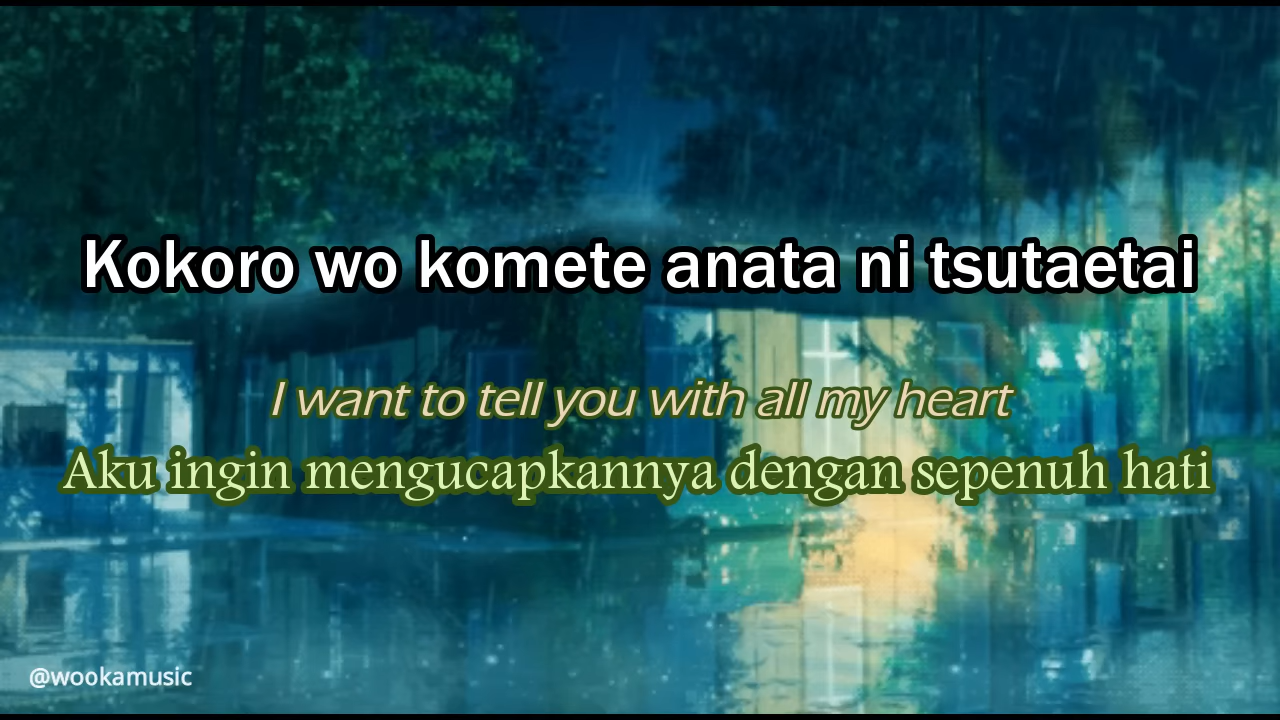 Kokoro wo komete anata ni tsutaetai
I want to tell you with all my heart
Aku ingin mengucapkannya dengan sepenuh hati
@wookamusic